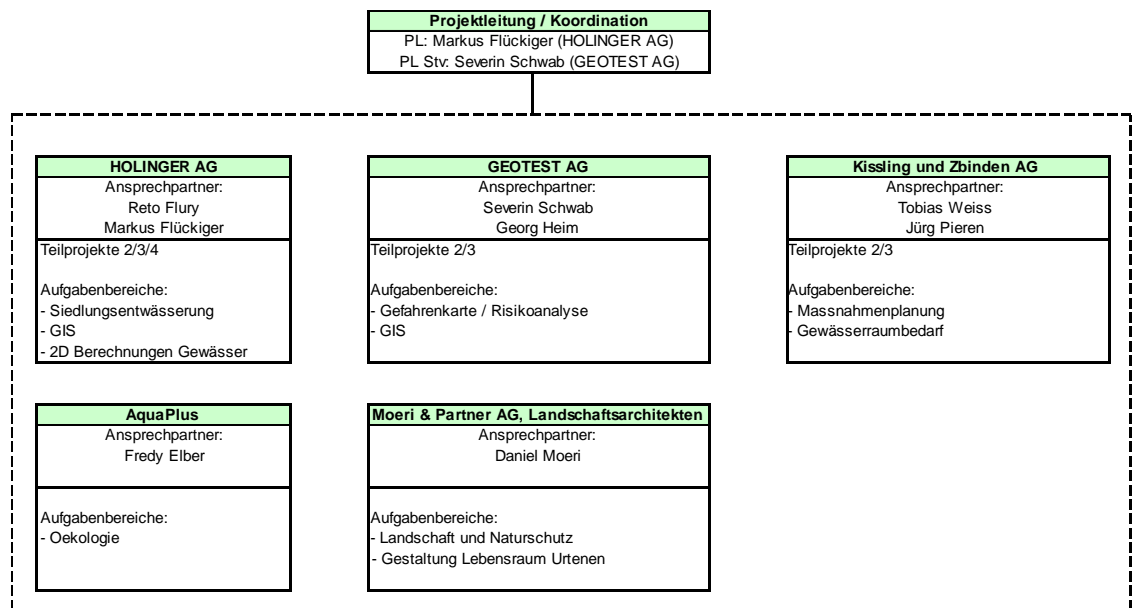 Projektleitung / Koordination
PL: Markus Flückiger (HOLINGER AG)
PL Stv: Severin Schwab (GEOTEST AG)
HOLINGER AG
Ansprechpartner:
Reto Flury
Markus Flückiger
Teilprojekte 2/3/4
Aufgabenbereiche:
- Siedlungsentwässerung
- GIS
- 2D Berechnungen Gewässer
GEOTEST AG
Ansprechpartner:
Severin Schwab
Georg Heim
Teilprojekte 2/3
Aufgabenbereiche:
- Gefahrenkarte / Risikoanalyse
- GIS
Kissling und Zbinden AG
Ansprechpartner:
Tobias Weiss
Jürg Pieren
Teilprojekte 2/3
Aufgabenbereiche:
- Massnahmenplanung
- Gewässerraumbedarf
AquaPlus
Ansprechpartner:
Fredy Elber
Aufgabenbereiche:
- Oekologie
Moeri & Partner AG, Landschaftsarchitekten
Ansprechpartner:
Daniel Moeri
Aufgabenbereiche:
- Landschaft und Naturschutz
- Gestaltung Lebensraum Urtenen